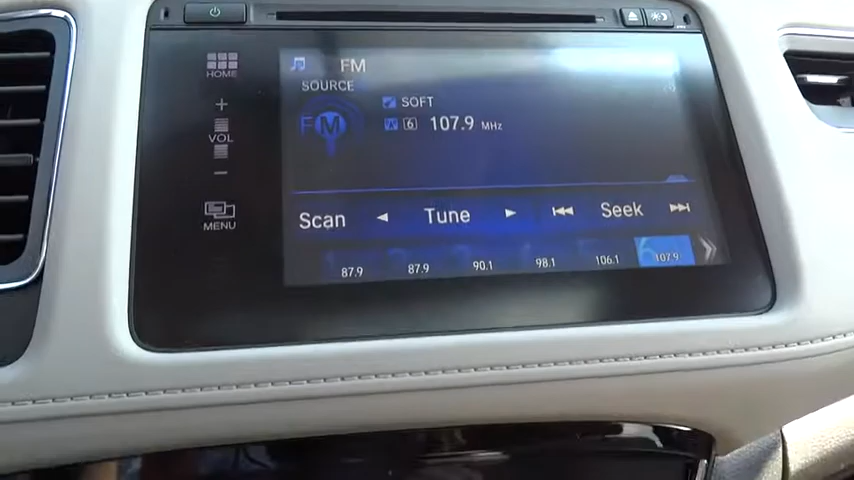 HOME
+
VOL
−
MENU
FM
SOURCE
FM
SOFT
6 107.9 MHz
Scan Tune Seek
87.9 87.9 90.1 98.1 106.1 107.9